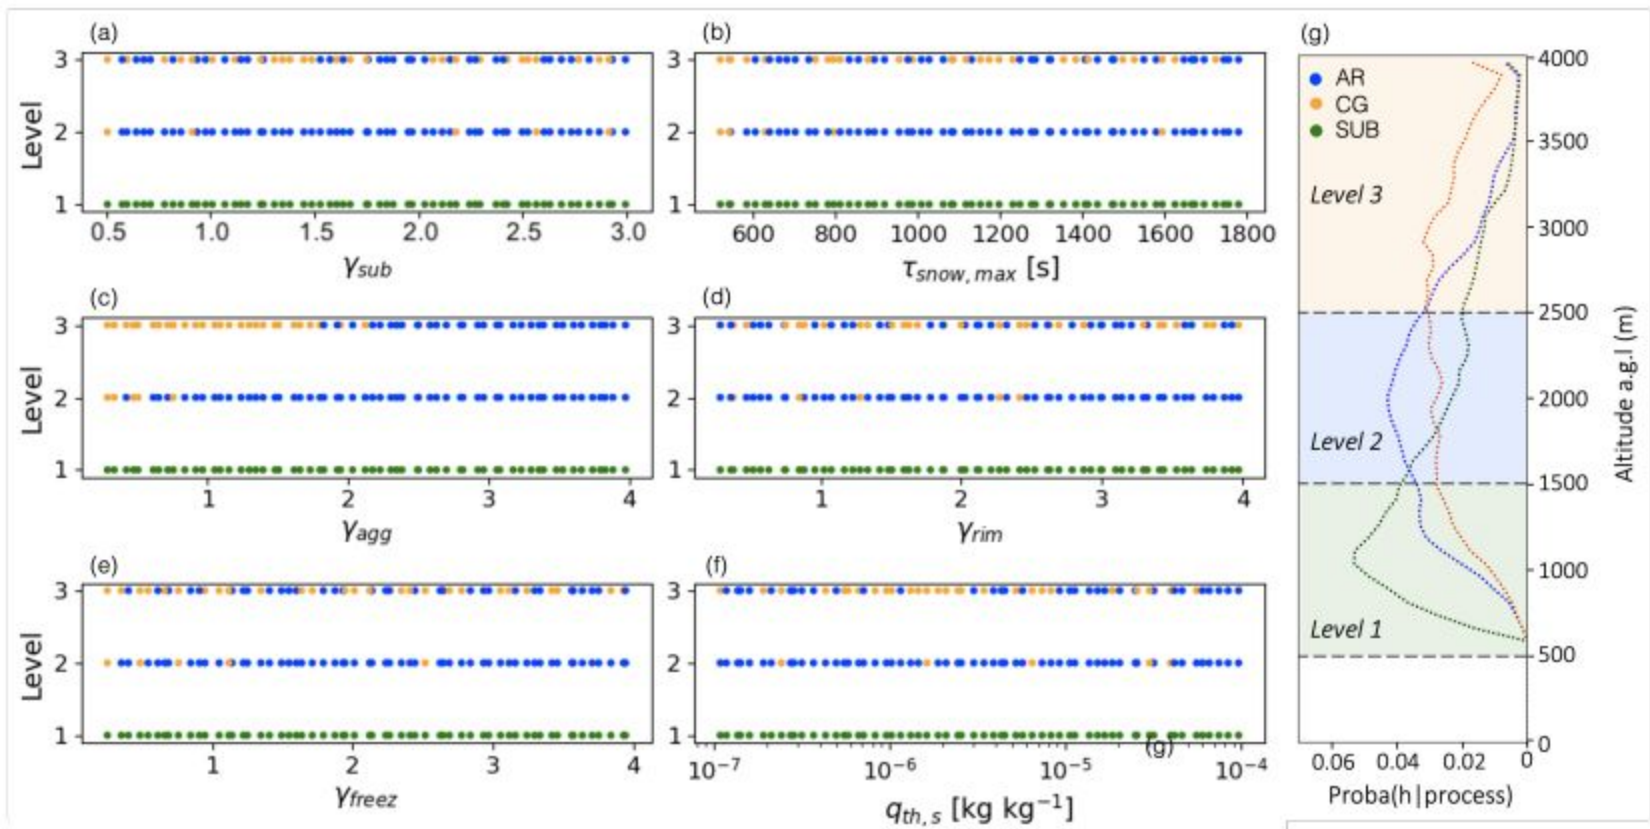 (a)
Level
3
2
1
0.5 1.0 1.5 2.0 2.5 3.0
γsub
(b)
3
2
1
600 800 1000 1200 1400 1600 1800
τsnow, max [s]
(c)
Level
3
2
1
1 2 3 4
γagg
(d)
3
2
1
1 2 3 4
γrim
(e)
Level
3
2
1
1 2 3 4
γfreez
(f)
3
2
1
(g)
10⁻⁷ 10⁻⁶ 10⁻⁵ 10⁻⁴
qth, s [kg kg⁻¹]
(g)
AR
CG
SUB
Level 3
Level 2
Level 1
4000
3500
3000
2500
2000
1500
1000
500
0
Altitude a.g.l (m)
0.06 0.04 0.02 0
Proba(h|process)